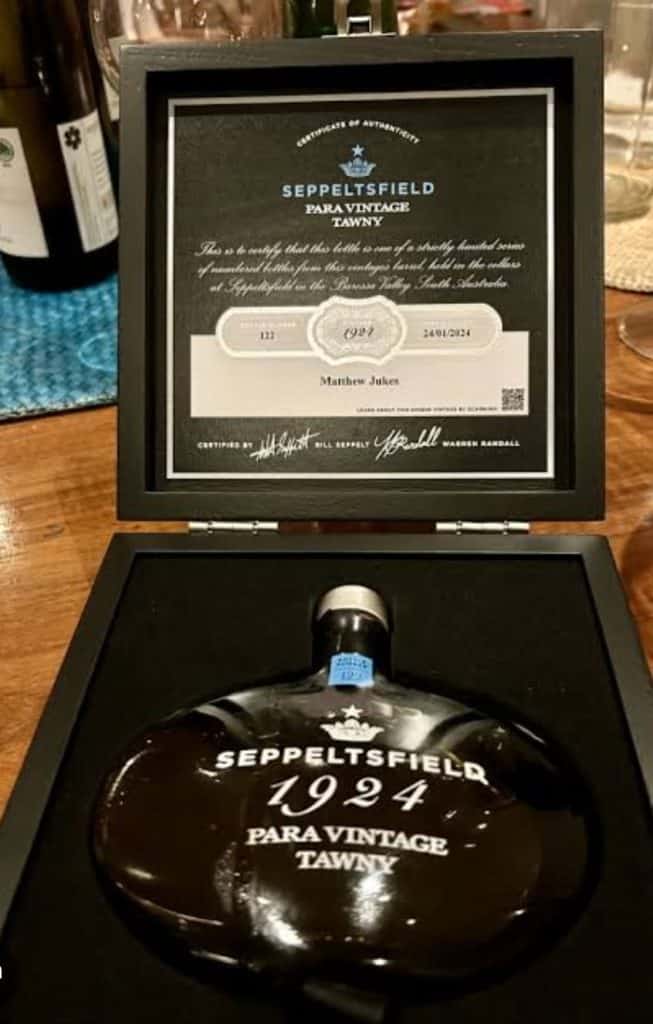 CERTIFICATE OF AUTHENTICITY
SEPPELTSFIELD
PARA VINTAGE
TAWNY
This is to certify that this bottle is one of a strictly limited series
of numbered bottles from this vintages barrel, held in the cellars
at Seppeltsfield in the Barossa Valley South Australia
122 1924 24/01/2024
Matthew Jukes
CERTIFIED BY BILL SEPPELT WARREN RANDALL
122
SEPPELTSFIELD
1924
PARA VINTAGE
TAWNY